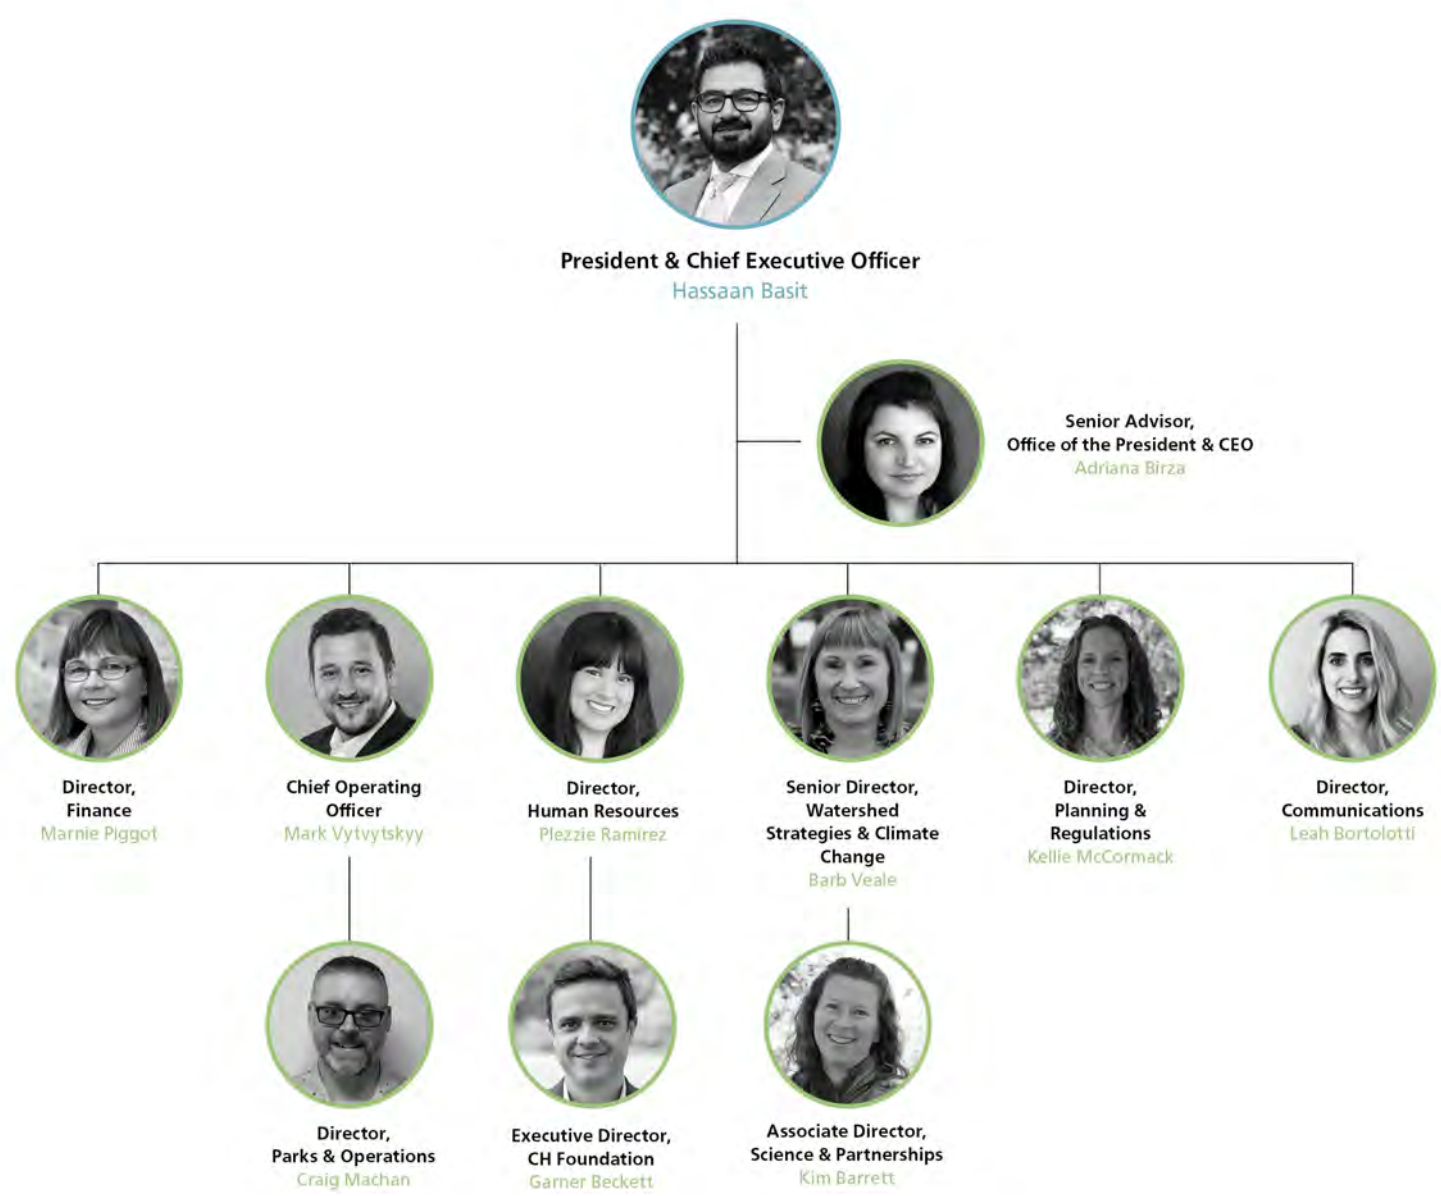 President & Chief Executive Officer
Hassaan Basit
Senior Advisor,
Office of the President & CEO
Adriana Birza
Director,
Finance
Marnie Piggot
Chief Operating
Officer
Mark Vytvytskyy
Director,
Human Resources
Plezzie Ramirez
Senior Director,
Watershed
Strategies & Climate
Change
Barb Veale
Director,
Planning &
Regulations
Kellie McCormack
Director,
Communications
Leah Bortolotti
Director,
Parks & Operations
Craig Machan
Executive Director,
CH Foundation
Garner Beckett
Associate Director,
Science & Partnerships
Kim Barrett